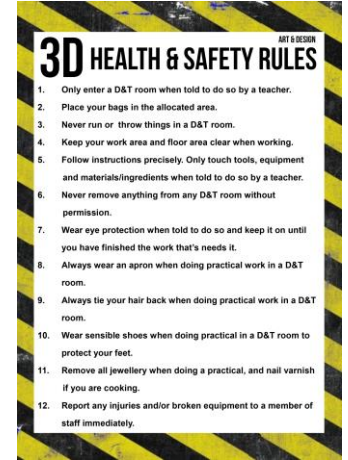 ART & DESIGN
3D HEALTH & SAFETY RULES
1. Only enter a D&T room when told to do so by a teacher.
2. Place your bags in the allocated area.
3. Never run or throw things in a D&T room.
4. Keep your work area and floor area clear when working.
5. Follow instructions precisely. Only touch tools, equipment
and materials/ingredients when told to do so by a teacher.
6. Never remove anything from any D&T room without
permission.
7. Wear eye protection when told to do so and keep it on until
you have finished the work that's needs it.
8. Always wear an apron when doing practical work in a D&T
room.
9. Always tie your hair back when doing practical work in a D&T
room.
10. Wear sensible shoes when doing practical in a D&T room to
protect your feet.
11. Remove all jewellery when doing a practical, and nail varnish
if you are cooking.
12. Report any injuries and/or broken equipment to a member of
staff immediately.